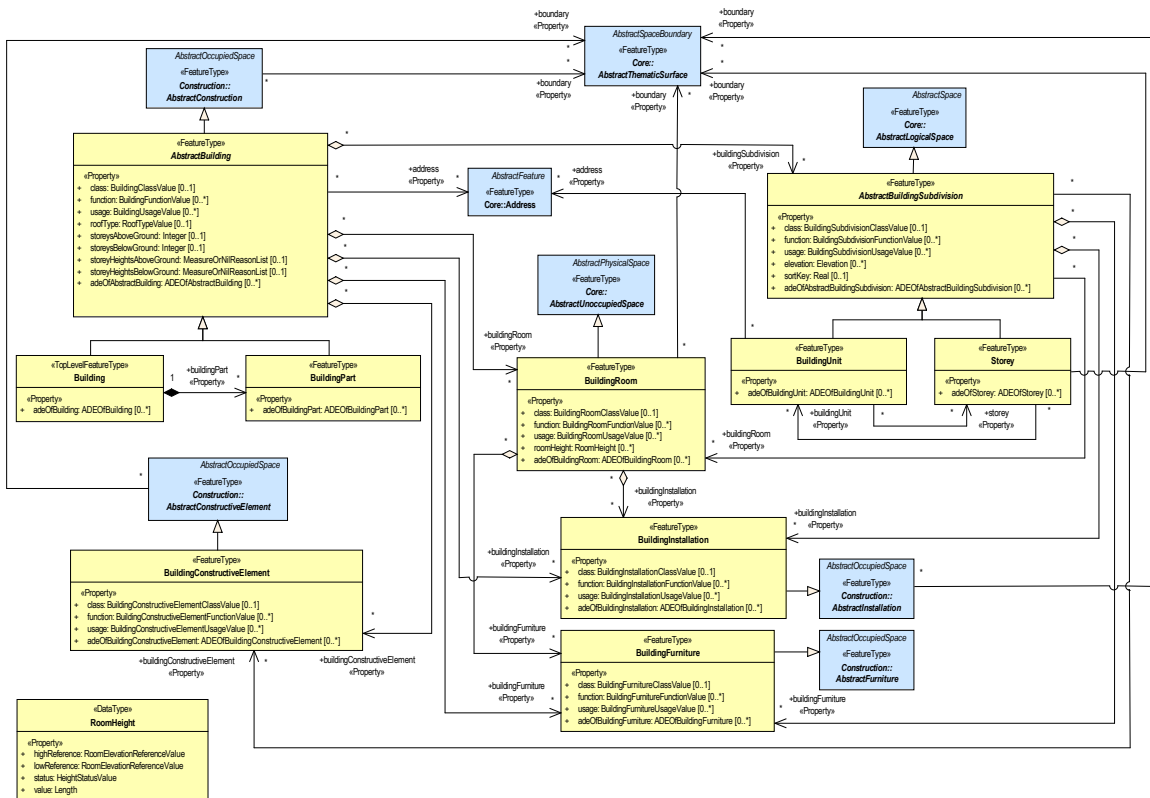 +boundary
«Property»
*
+boundary
«Property»
*
AbstractSpaceBoundary
«FeatureType»
Core::
AbstractThematicSurface
AbstractOccupiedSpace
«FeatureType»
Construction::
AbstractConstruction
*
+boundary
«Property»
*
+boundary
«Property»
*
+boundary
«Property»
*
AbstractSpace
«FeatureType»
Core::
AbstractLogicalSpace
«FeatureType»
AbstractBuilding
«Property»
+ class: BuildingClassValue [0..1]
+ function: BuildingFunctionValue [0..*]
+ usage: BuildingUsageValue [0..*]
+ roofType: RoofTypeValue [0..1]
+ storeysAboveGround: Integer [0..1]
+ storeysBelowGround: Integer [0..1]
+ storeyHeightsAboveGround: MeasureOrNilReasonList [0..1]
+ storeyHeightsBelowGround: MeasureOrNilReasonList [0..1]
+ adeOfAbstractBuilding: ADEOfAbstractBuilding [0..*]
*
+buildingSubdivision
«Property»
*
*
+address
«Property»
*
AbstractFeature
«FeatureType»
Core::Address
+address
«Property»
*
«FeatureType»
AbstractBuildingSubdivision
«Property»
+ class: BuildingSubdivisionClassValue [0..1]
+ function: BuildingSubdivisionFunctionValue [0..*]
+ usage: BuildingSubdivisionUsageValue [0..*]
+ elevation: Elevation [0..*]
+ sortKey: Real [0..1]
+ adeOfAbstractBuildingSubdivision: ADEOfAbstractBuildingSubdivision [0..*]
*
*
*
*
*
*
*
*
AbstractPhysicalSpace
«FeatureType»
Core::
AbstractUnoccupiedSpace
+buildingRoom
«Property»
*
*
*
«TopLevelFeatureType»
Building
«Property»
+ adeOfBuilding: ADEOfBuilding [0..*]
1
+buildingPart
«Property»
*
«FeatureType»
BuildingPart
«Property»
+ adeOfBuildingPart: ADEOfBuildingPart [0..*]
«FeatureType»
BuildingRoom
«Property»
+ class: BuildingRoomClassValue [0..1]
+ function: BuildingRoomFunctionValue [0..*]
+ usage: BuildingRoomUsageValue [0..*]
+ roomHeight: RoomHeight [0..*]
+ adeOfBuildingRoom: ADEOfBuildingRoom [0..*]
«FeatureType»
BuildingUnit
«Property»
+ adeOfBuildingUnit: ADEOfBuildingUnit [0..*]
«FeatureType»
Storey
«Property»
+ adeOfStorey: ADEOfStorey [0..*]
*
*
+buildingUnit
«Property»
*
*
+storey
«Property»
*
*
+buildingRoom
«Property»
*
*
*
+buildingInstallation
«Property»
*
AbstractOccupiedSpace
«FeatureType»
Construction::
AbstractConstructiveElement
*
+buildingInstallation
«Property»
*
+buildingInstallation
«Property»
*
«FeatureType»
BuildingInstallation
«Property»
+ class: BuildingInstallationClassValue [0..1]
+ function: BuildingInstallationFunctionValue [0..*]
+ usage: BuildingInstallationUsageValue [0..*]
+ adeOfBuildingInstallation: ADEOfBuildingInstallation [0..*]
AbstractOccupiedSpace
«FeatureType»
Construction::
AbstractInstallation
*
«FeatureType»
BuildingConstructiveElement
«Property»
+ class: BuildingConstructiveElementClassValue [0..1]
+ function: BuildingConstructiveElementFunctionValue [0..*]
+ usage: BuildingConstructiveElementUsageValue [0..*]
+ adeOfBuildingConstructiveElement: ADEOfBuildingConstructiveElement [0..*]
*
+buildingConstructiveElement
«Property»
*
+buildingConstructiveElement
«Property»
+buildingFurniture
«Property»
*
+buildingFurniture
«Property»
*
«FeatureType»
BuildingFurniture
«Property»
+ class: BuildingFurnitureClassValue [0..1]
+ function: BuildingFurnitureFunctionValue [0..*]
+ usage: BuildingFurnitureUsageValue [0..*]
+ adeOfBuildingFurniture: ADEOfBuildingFurniture [0..*]
AbstractOccupiedSpace
«FeatureType»
Construction::
AbstractFurniture
+buildingFurniture
«Property»
*
«DataType»
RoomHeight
«Property»
+ highReference: RoomElevationReferenceValue
+ lowReference: RoomElevationReferenceValue
+ status: HeightStatusValue
+ value: Length